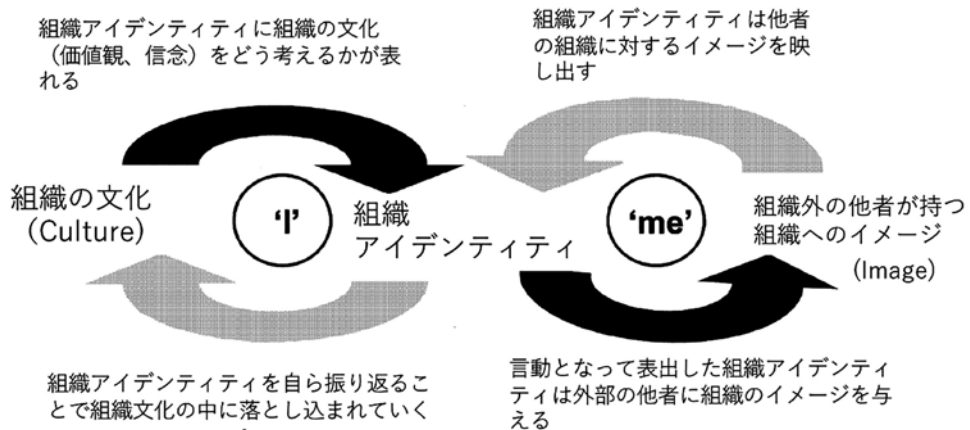 組織アイデンティティに組織の文化
（価値観、信念）をどう考えるかが表
れる
組織アイデンティティは他者
の組織に対するイメージを映
し出す
組織の文化
（Culture）
‘I’
組織
アイデンティティ
‘me’
組織外の他者が持つ
組織へのイメージ
（Image）
組織アイデンティティを自ら振り返るこ
とで組織文化の中に落とし込まれていく
言動となって表出した組織アイデンティ
ティは外部の他者に組織のイメージを与
える